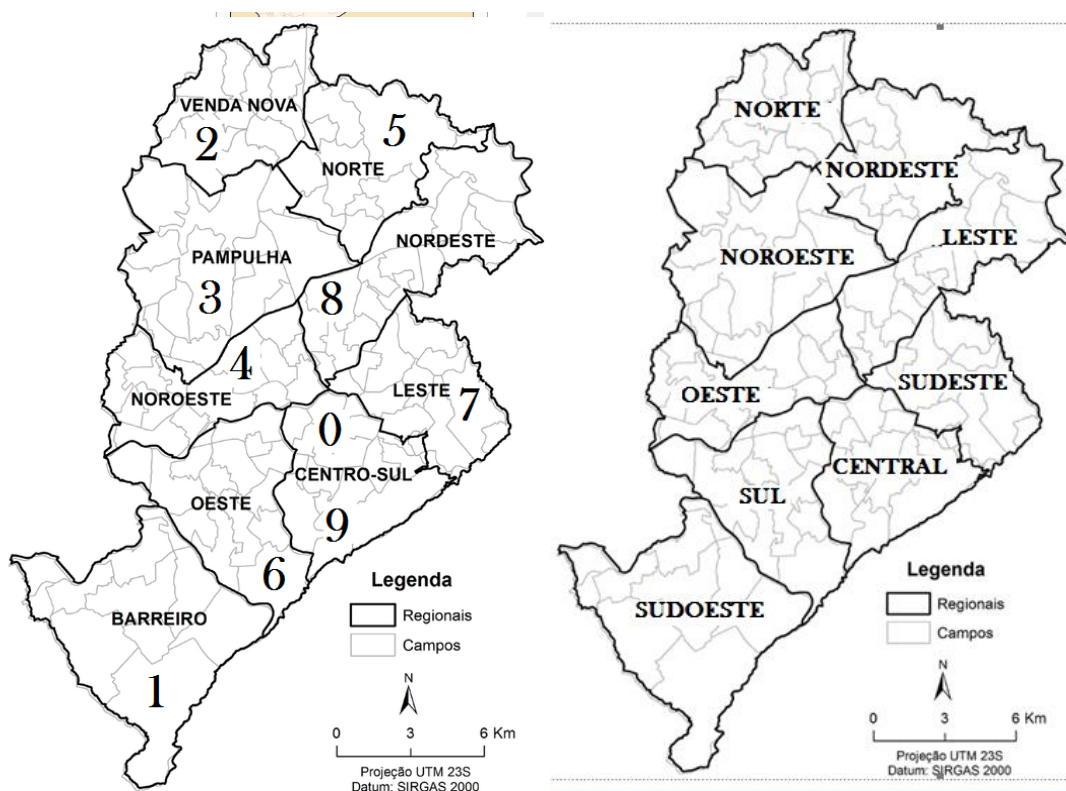 VENDA NOVA
2
5
NORTE
NORDESTE
PAMPULHA
3
8
4
NOROESTE
LESTE
7
0
CENTRO-SUL
OESTE
9
6
BARREIRO
1
Legenda
Regionais
Campos
N
0 3 6 Km
Projeção UTM 23S
Datum: SIRGAS 2000
NORTE
NORDESTE
LESTE
NOROESTE
OESTE
SUDESTE
CENTRAL
SUL
SUDOESTE
Legenda
Regionais
Campos
N
0 3 6 Km
Projeção UTM 23S
Datum: SIRGAS 2000